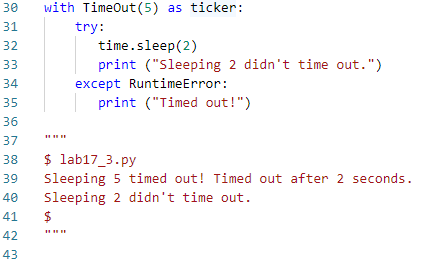 30 with TimeOut(5) as ticker:
31     try:
32        time.sleep(2)
33        print ("Sleeping 2 didn't time out.")
34     except RuntimeError:
35        print ("Timed out!")
36
37 """
38 $ lab17_3.py
39 Sleeping 5 timed out! Timed out after 2 seconds.
40 Sleeping 2 didn't time out.
41 $
42 """
43